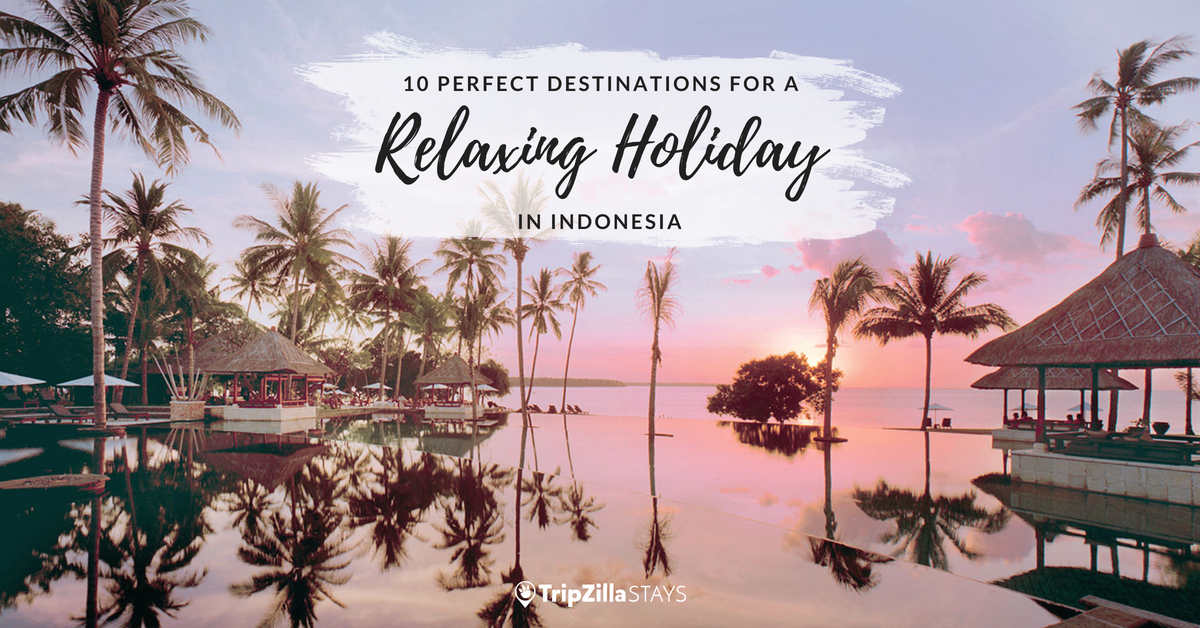 10 PERFECT DESTINATIONS FOR A
Relaxing Holiday
IN INDONESIA
TripZilla STAYS